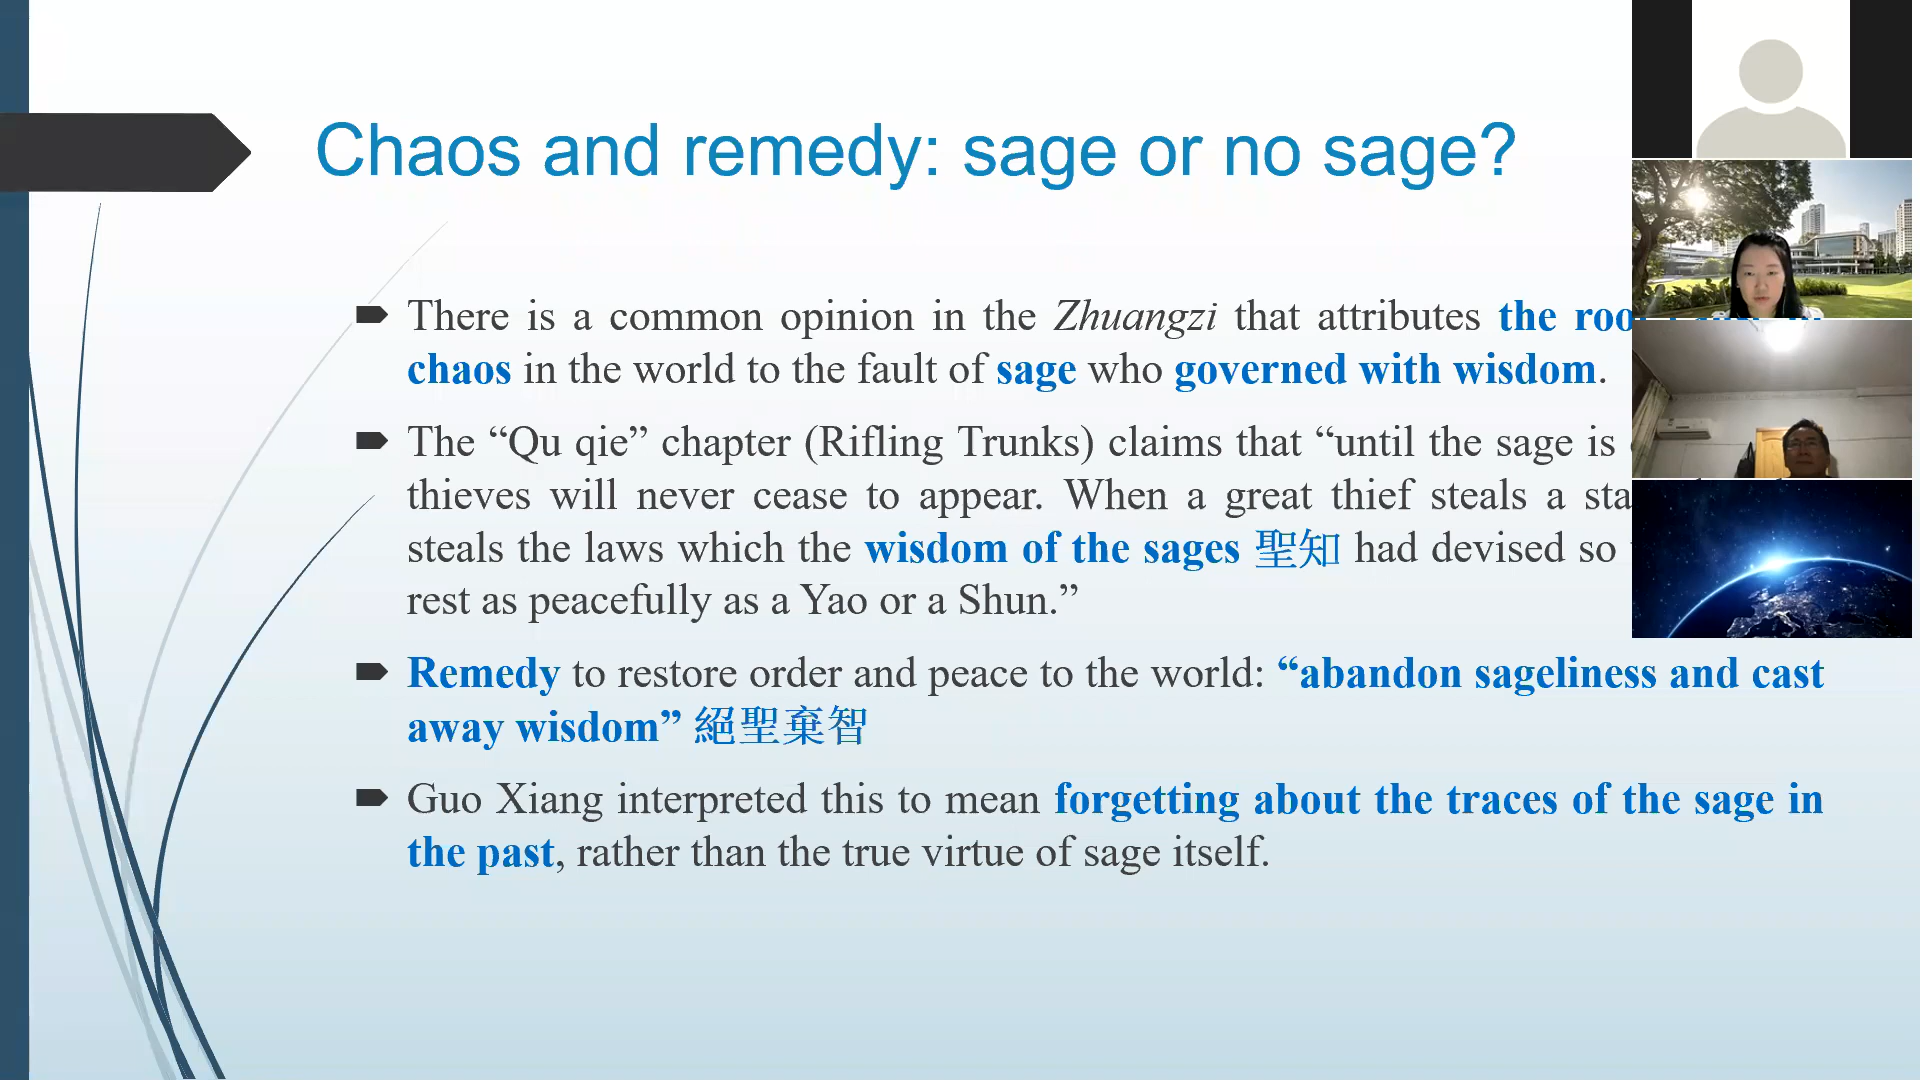 Chaos and remedy: sage or no sage?
There is a common opinion in the Zhuangzi that attributes the
chaos in the world to the fault of sage who governed with wisdom.
The “Qu qie” chapter (Rifling Trunks) claims that “until the sage is
thieves will never cease to appear. When a great thief steals a
steals the laws which the wisdom of the sages 聖知 had devised so
rest as peacefully as a Yao or a Shun.”
Remedy to restore order and peace to the world: “abandon sageliness and cast
away wisdom” 絕聖棄智
Guo Xiang interpreted this to mean forgetting about the traces of the sage in
the past, rather than the true virtue of sage itself.